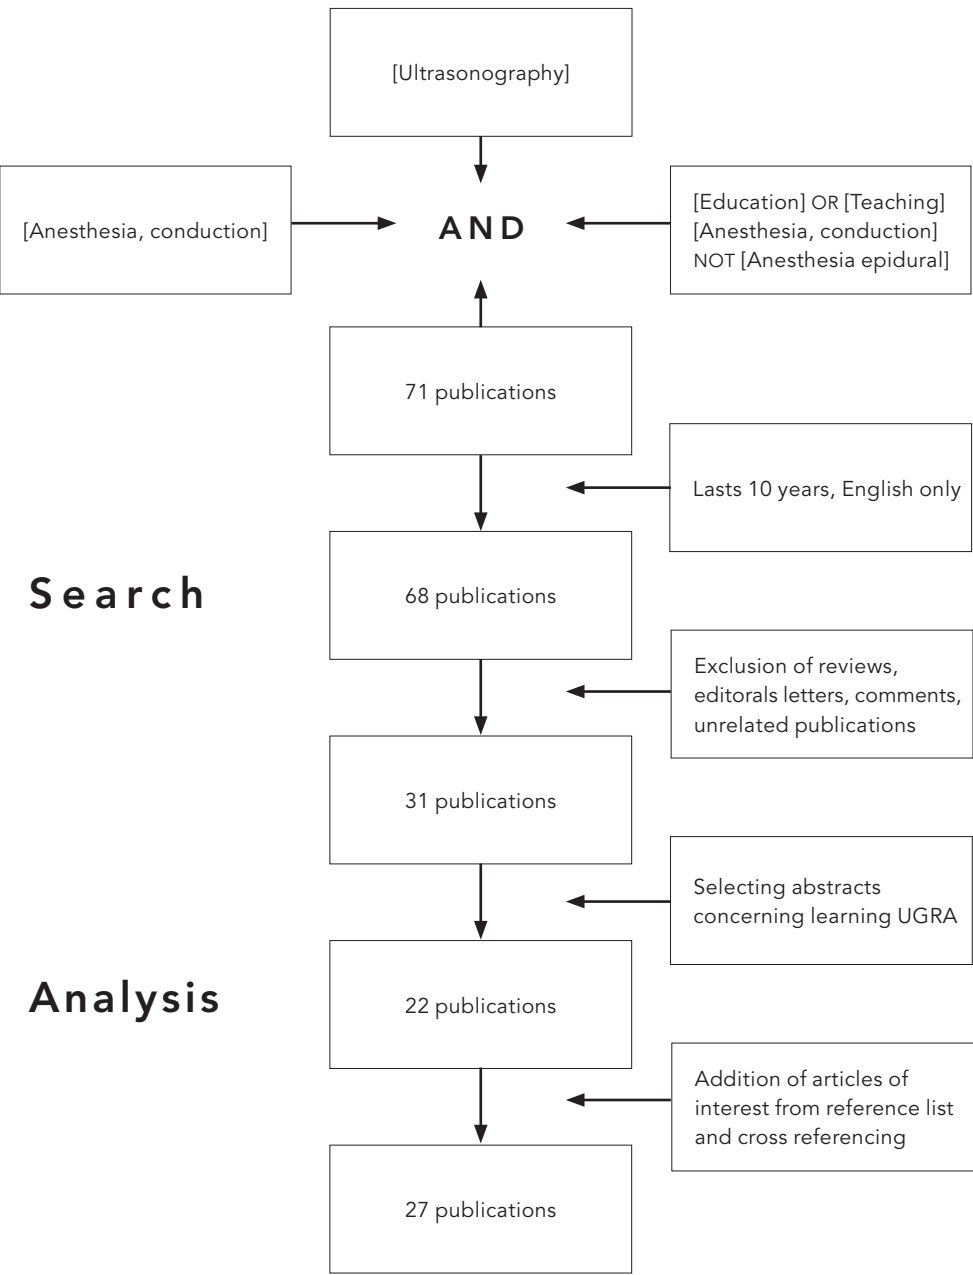 [Ultrasonography]
[Anesthesia, conduction]
AND
[Education] OR [Teaching]
[Anesthesia, conduction]
NOT [Anesthesia epidural]
71 publications
Lasts 10 years, English only
Search
68 publications
Exclusion of reviews,
editorals letters, comments,
unrelated publications
31 publications
Selecting abstracts
concerning learning UGRA
Analysis
22 publications
Addition of articles of
interest from reference list
and cross referencing
27 publications